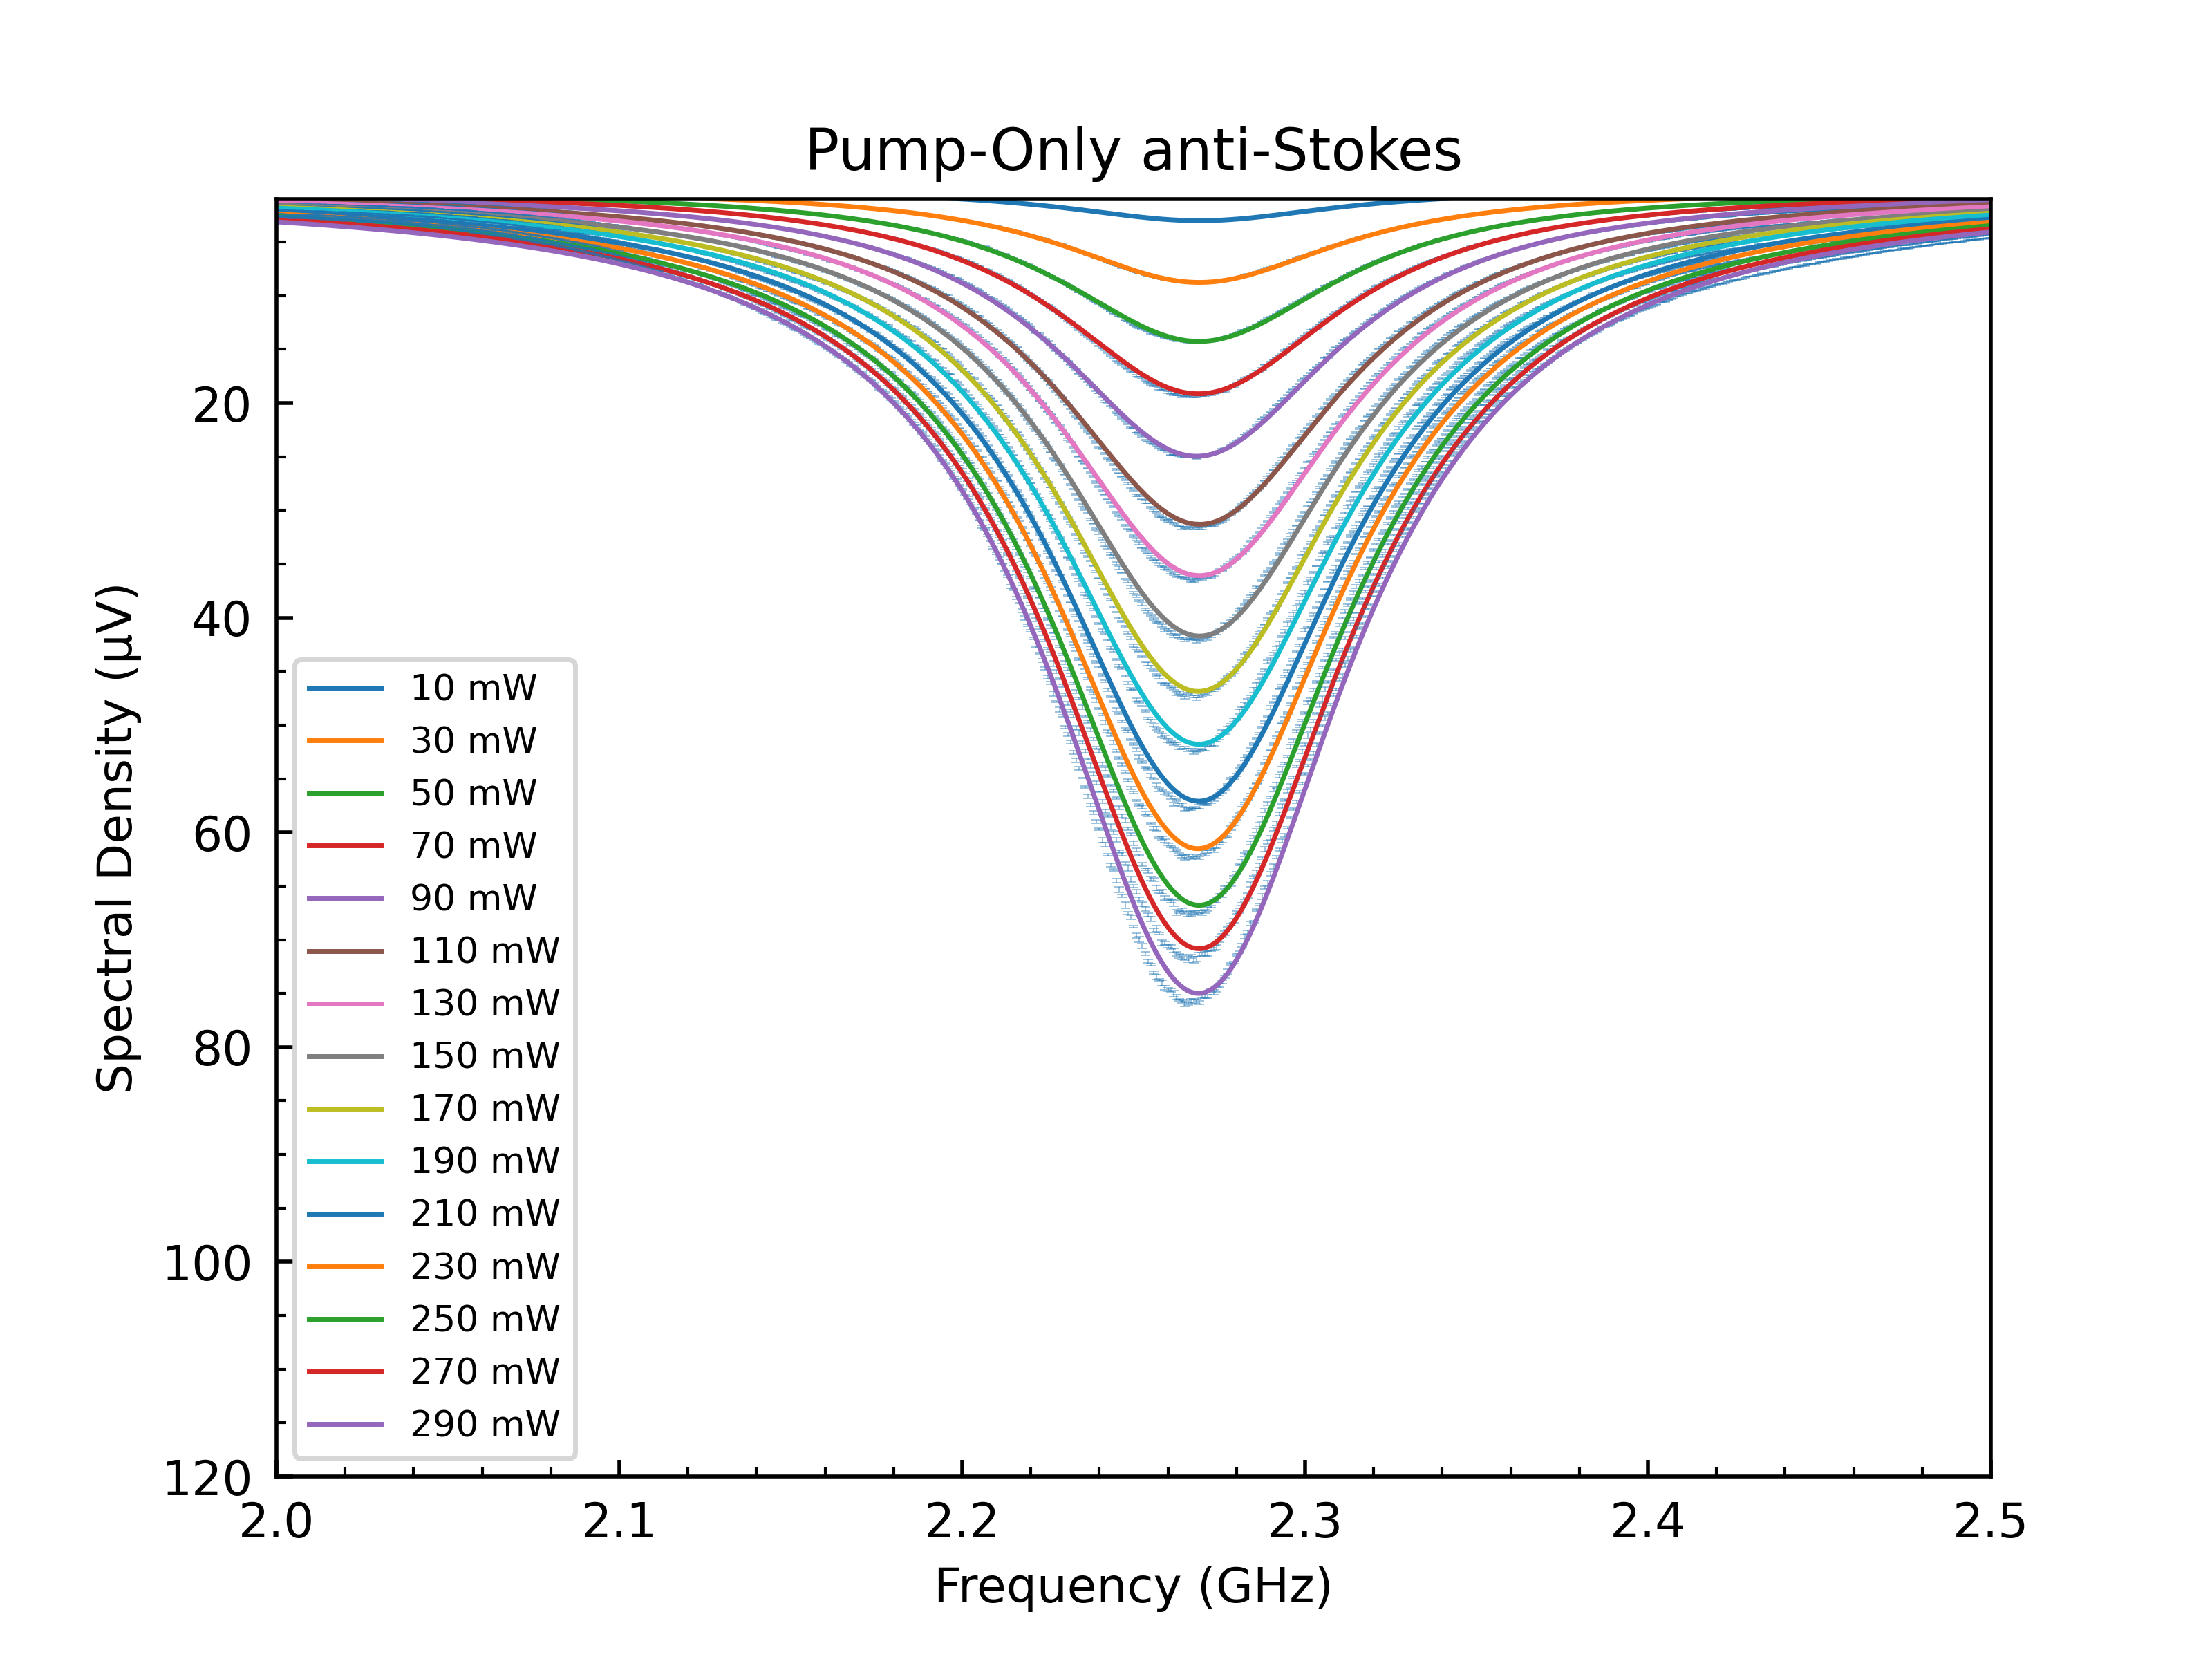 Pump-Only anti-Stokes
Spectral Density (μV)
20
40
60
80
100
120
10 mW
30 mW
50 mW
70 mW
90 mW
110 mW
130 mW
150 mW
170 mW
190 mW
210 mW
230 mW
250 mW
270 mW
290 mW
2.0 2.1 2.2 2.3 2.4 2.5
Frequency (GHz)